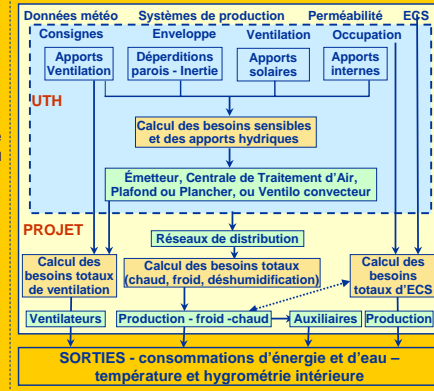 Données météo Systèmes de production Perméabilité ECS
Consignes Enveloppe Ventilation Occupation
Apports Ventilation
Déperditions parois - Inertie
Apports solaires
Apports internes
UTH
Calcul des besoins sensibles
et des apports hydriques
Émetteur, Centrale de Traitement d'Air,
Plafond ou Plancher, ou Ventilo convecteur
PROJET
Réseaux de distribution
Calcul des
besoins totaux
de ventilation
Calcul des besoins totaux
(chaud, froid, déshumidification)
Calcul des
besoins
totaux d'ECS
Ventilateurs Production - froid -chaud Auxiliaires Production
SORTIES - consommations d'énergie et d'eau –
température et hygrométrie intérieure